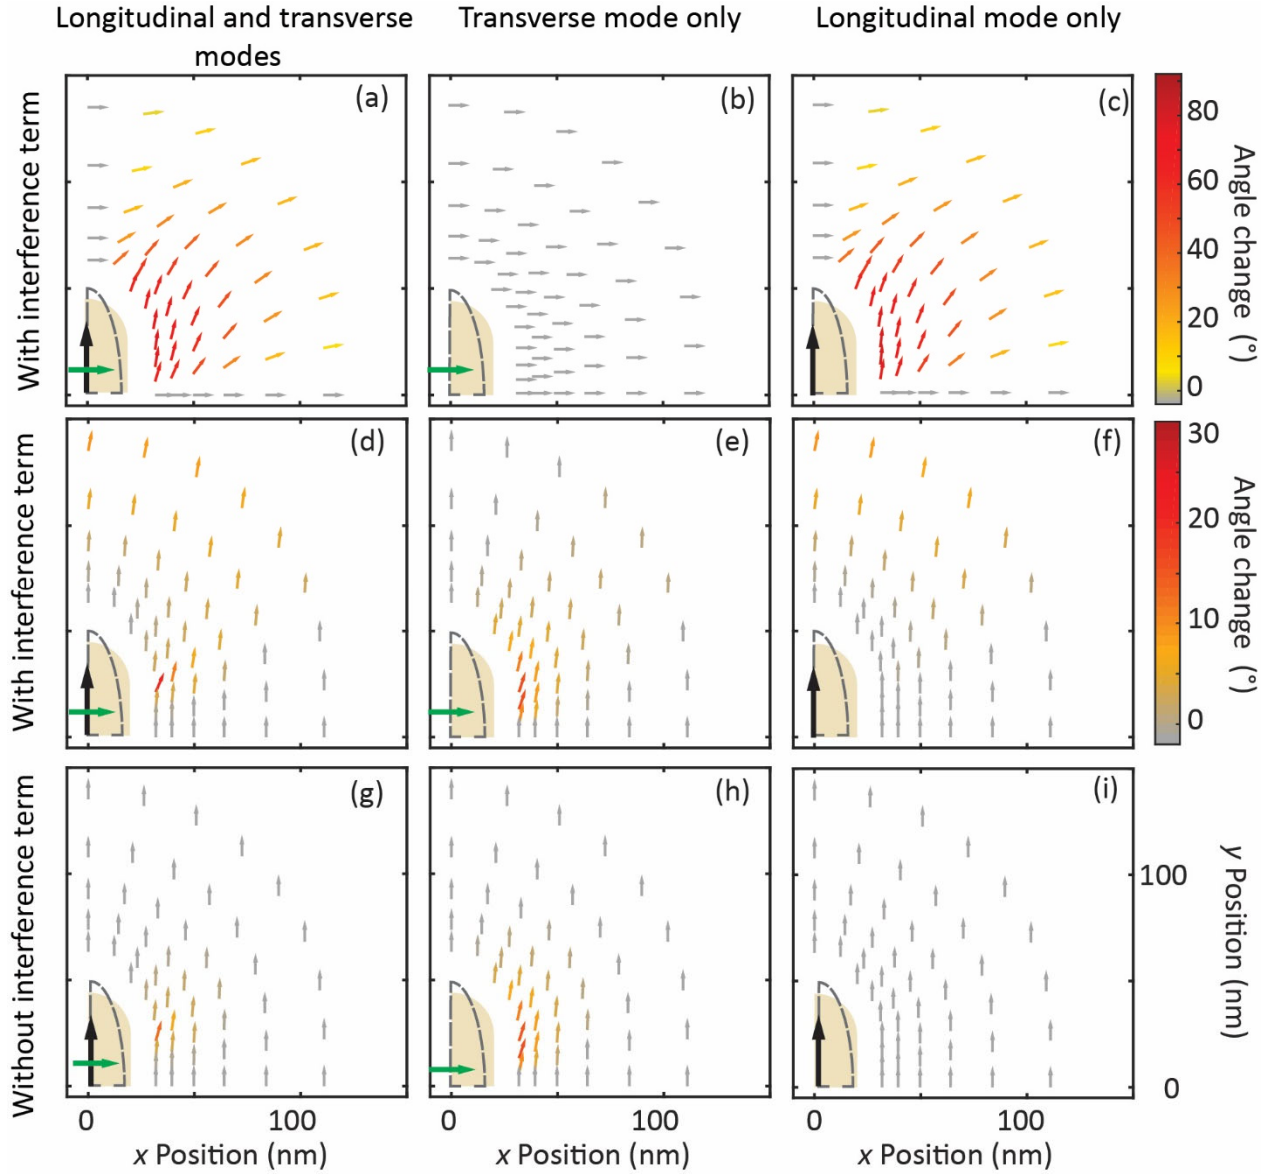 Longitudinal and transverse
modes
Transverse mode only
Longitudinal mode only
With interference term
(a)
(b)
(c)
80
60
40
20
0
Angle change (°)
With interference term
(d)
(e)
(f)
30
20
10
0
Angle change (°)
Without interference term
(g)
(h)
(i)
100
0
y Position (nm)
0
100
x Position (nm)
0
100
x Position (nm)
0
100
x Position (nm)